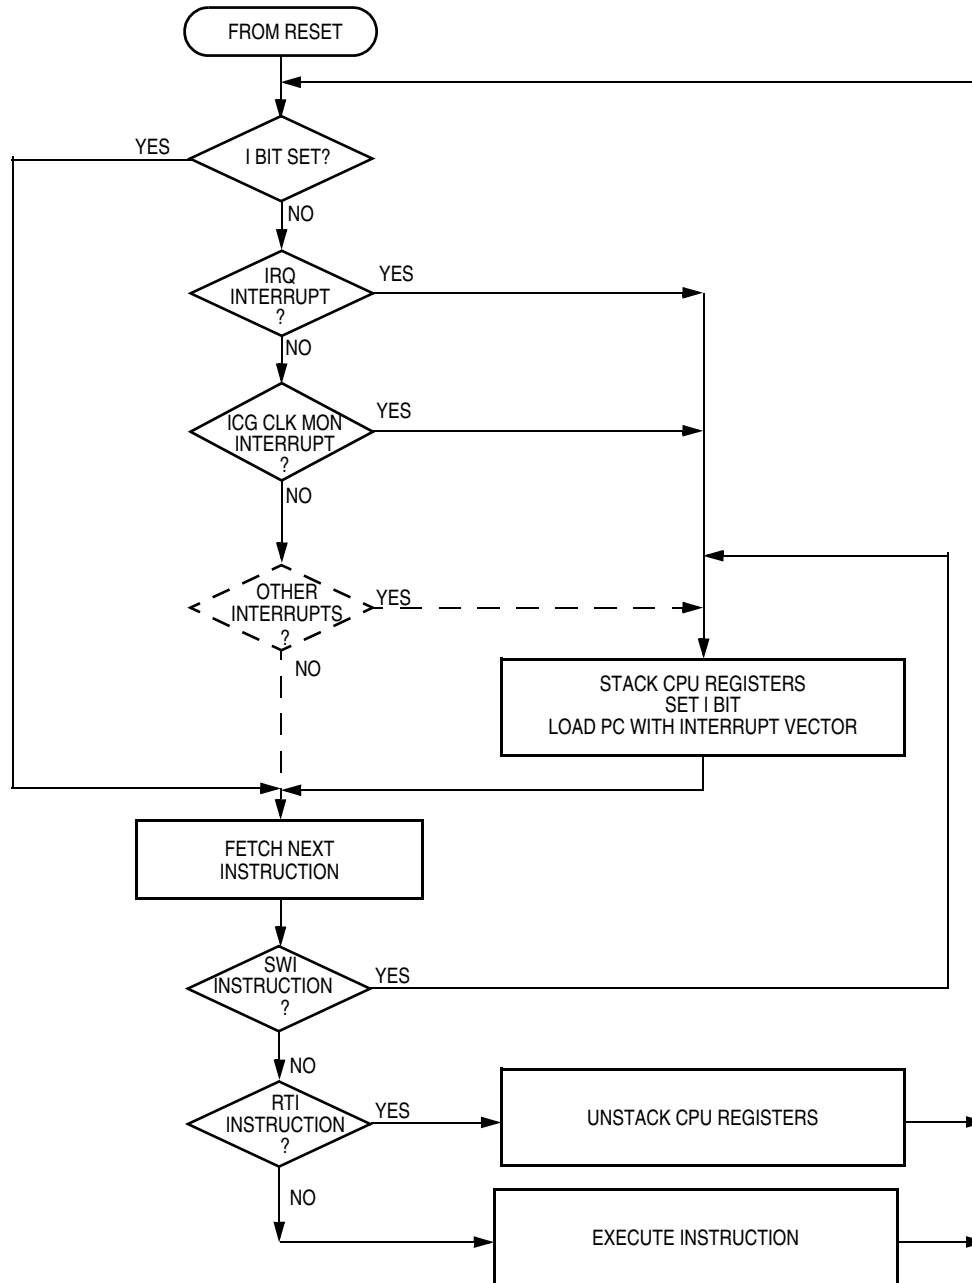 FROM RESET
YES
I BIT SET?
NO
IRQ
INTERRUPT
?
YES
NO
ICG CLK MON
INTERRUPT
?
YES
NO
OTHER
INTERRUPTS
?
YES
NO
STACK CPU REGISTERS
SET I BIT
LOAD PC WITH INTERRUPT VECTOR
FETCH NEXT
INSTRUCTION
SWI
INSTRUCTION
?
YES
NO
RTI
INSTRUCTION
?
YES
UNSTACK CPU REGISTERS
NO
EXECUTE INSTRUCTION